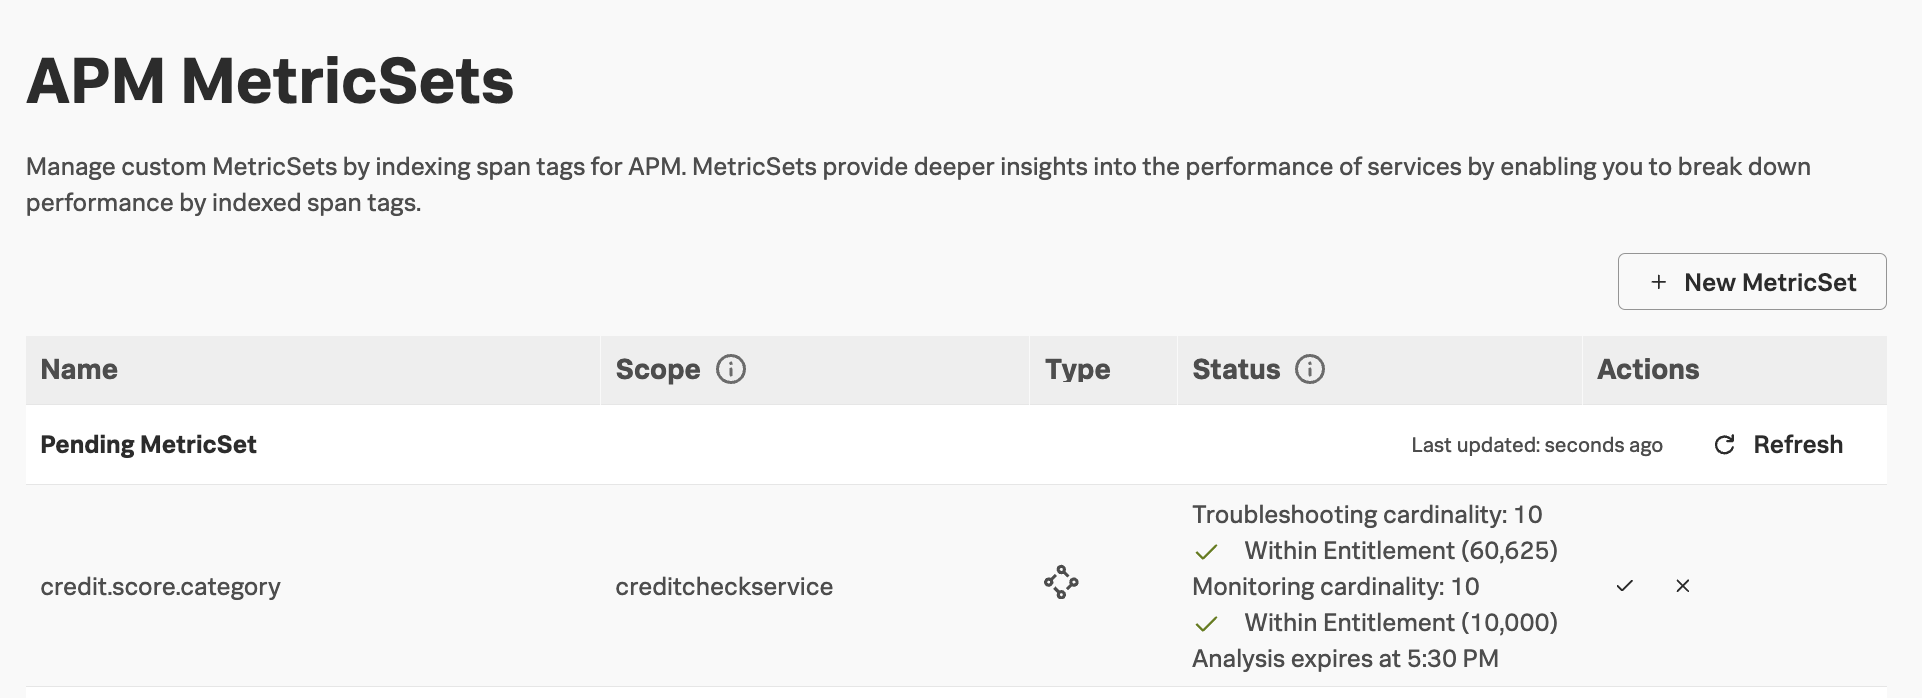 APM MetricSets
Manage custom MetricSets by indexing span tags for APM. MetricSets provide deeper insights into the performance of services by enabling you to break down
performance by indexed span tags.
+ New MetricSet
Name Scope Type Status Actions
Pending MetricSet Last updated: seconds ago Refresh
Troubleshooting cardinality: 10
Within Entitlement (60,625)
credit.score.category creditcheckservice Monitoring cardinality: 10
Within Entitlement (10,000)
Analysis expires at 5:30 PM